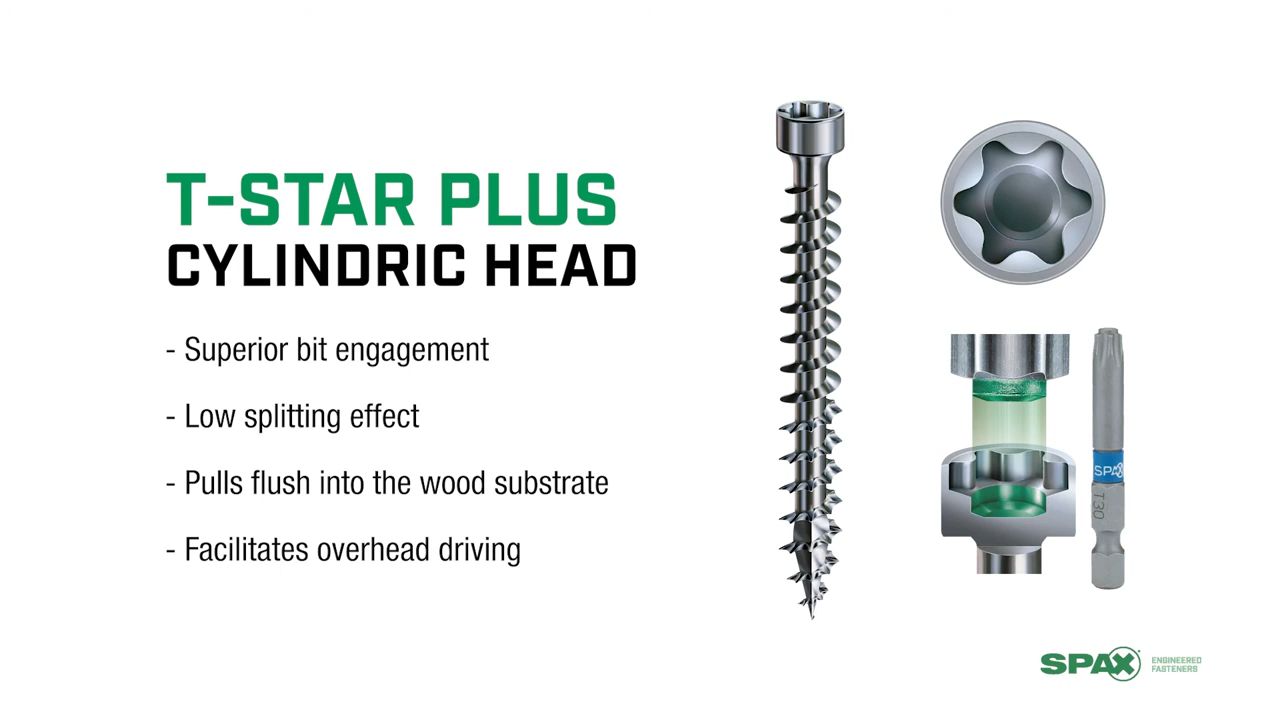 T-STAR PLUS
CYLINDRIC HEAD
- Superior bit engagement
- Low splitting effect
- Pulls flush into the wood substrate
- Facilitates overhead driving
SPAX
T30
SPAX
ENGINEERED
FASTENERS